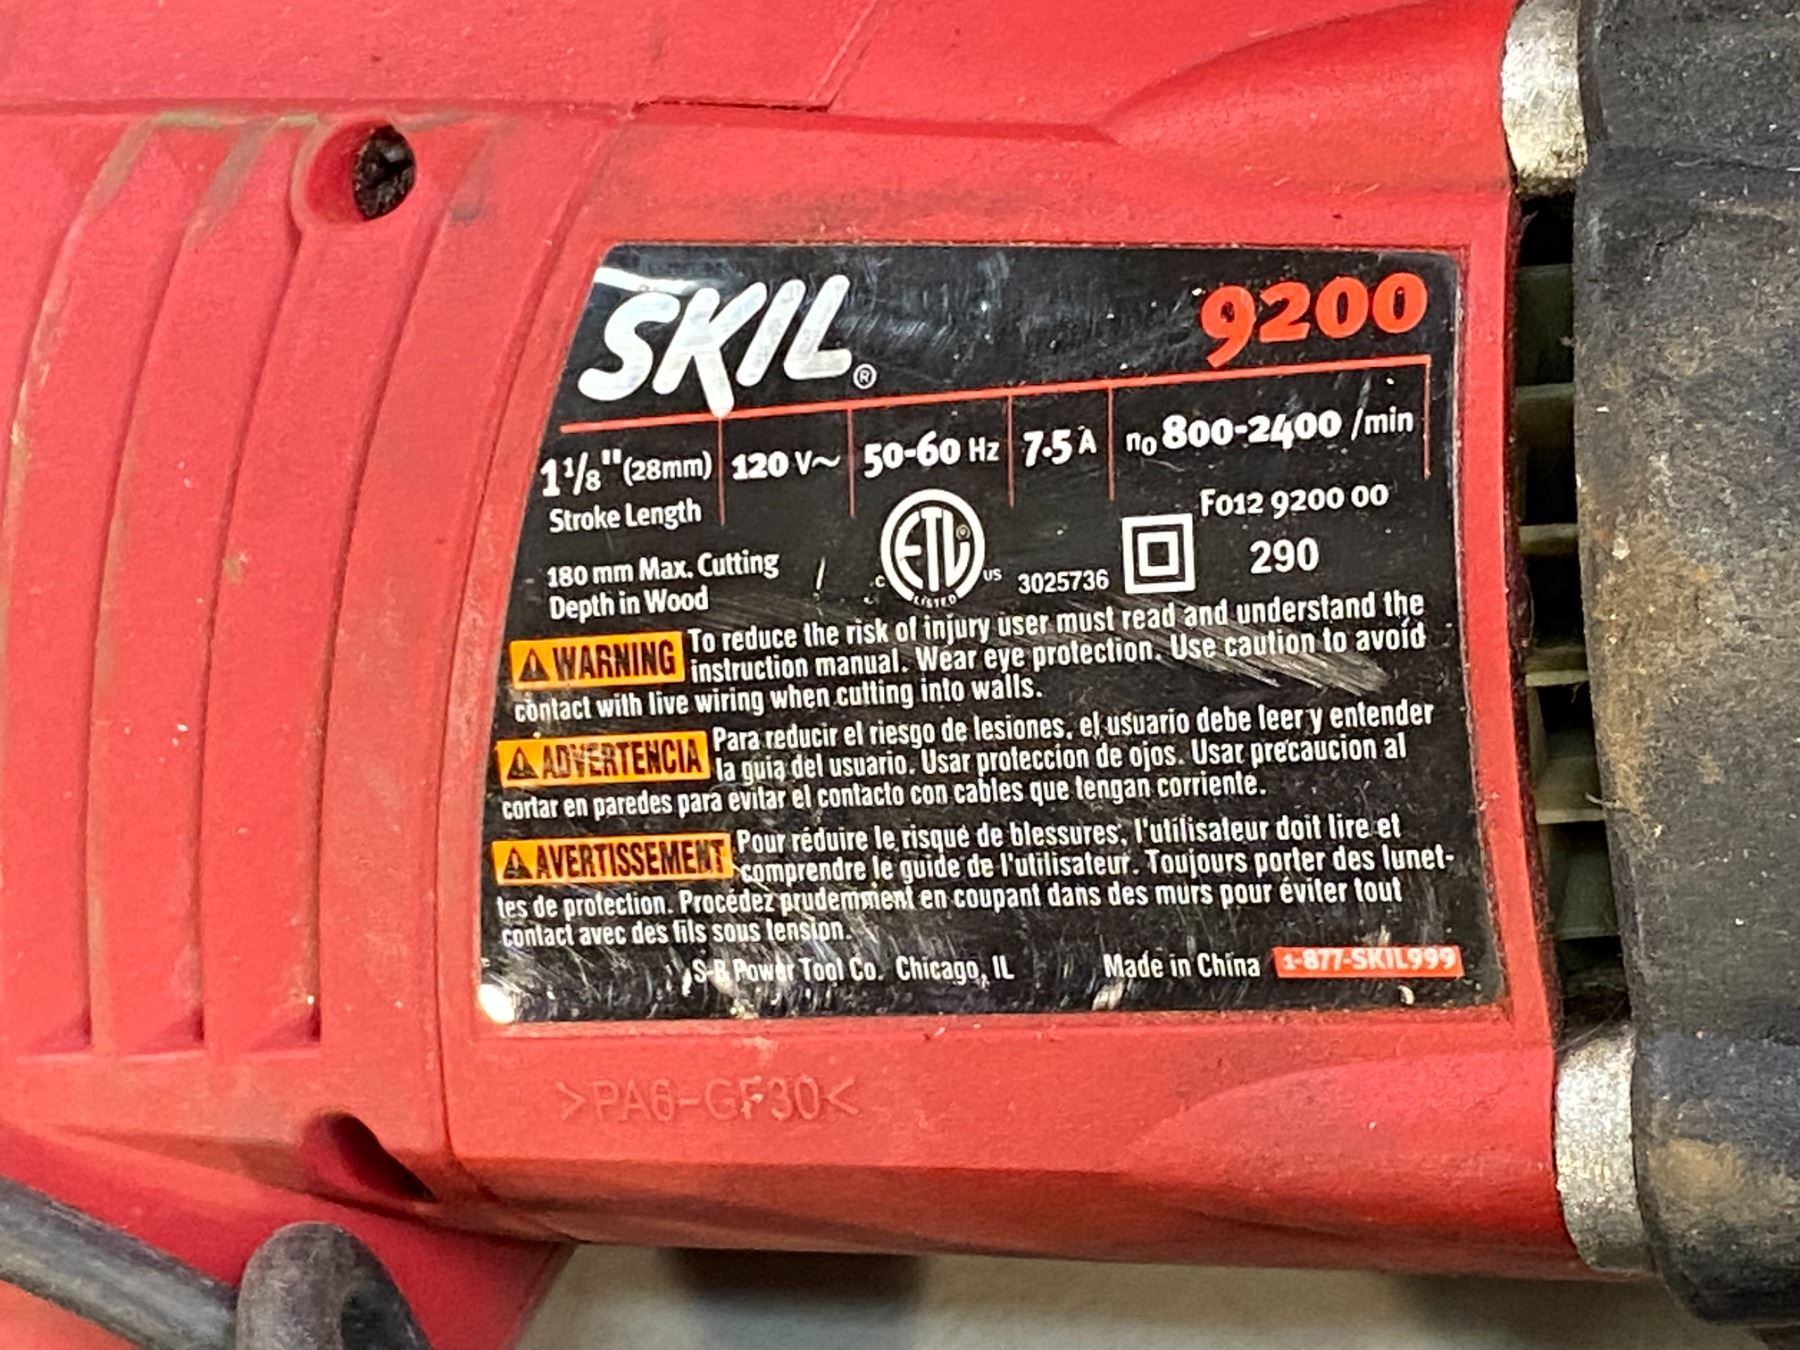 SKIL® 9200
1 1/8" (28mm) 120 V~ 50-60 Hz 7.5 A n₀ 800-2400 /min
Stroke Length
F012 9200 00
180 mm Max. Cutting
Depth in Wood
C ETL® US
LISTED
3025736
290
⚠ WARNING To reduce the risk of injury user must read and understand the
instruction manual. Wear eye protection. Use caution to avoid
contact with live wiring when cutting into walls.
⚠ ADVERTENCIA Para reducir el riesgo de lesiones, el usuario debe leer y entender
la guia del usuario. Usar proteccion de ojos. Usar precaucion al
cortar en paredes para evitar el contacto con cables que tengan corriente.
⚠ AVERTISSEMENT Pour réduire le risque de blessures, l'utilisateur doit lire et
comprendre le guide de l'utilisateur. Toujours porter des lunet-
tes de protection. Procédez prudemment en coupant dans des murs pour éviter tout
contact avec des fils sous tension.
S-B Power Tool Co. Chicago, IL Made in China 1-877-SKIL999
>PA6-GF30<